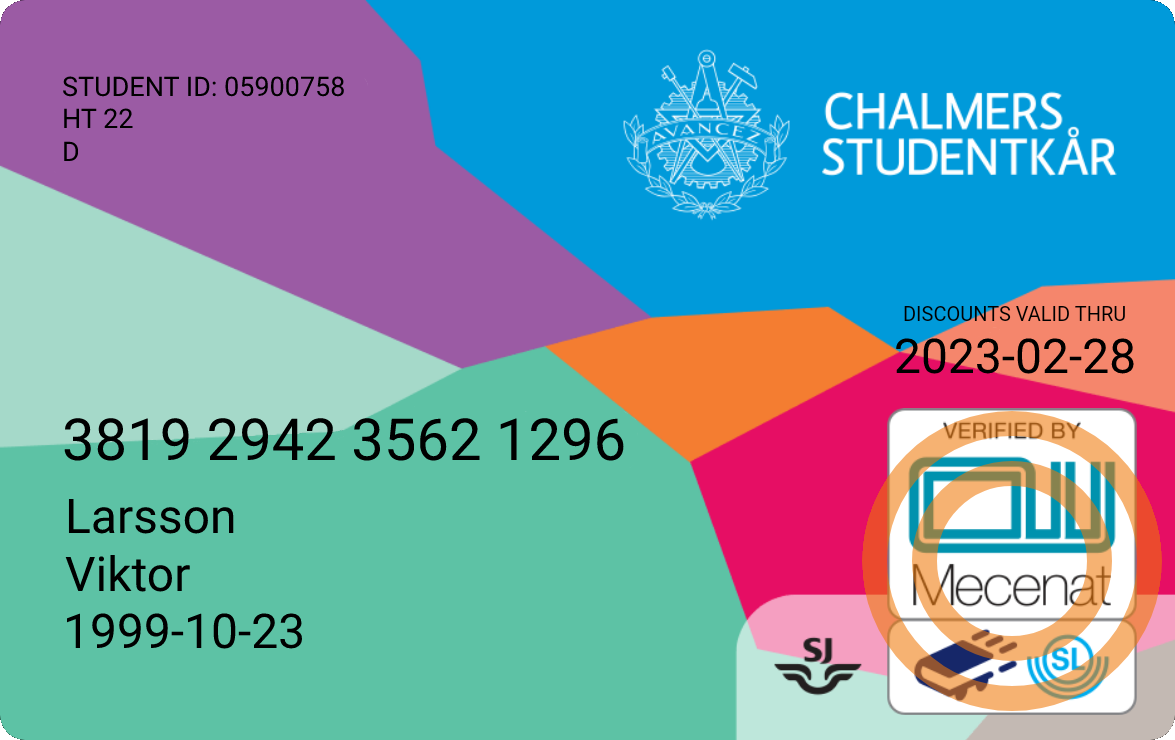 STUDENT ID: 05900758
HT 22
D
AVANCEZ
CHALMERS
STUDENTKÅR
DISCOUNTS VALID THRU
2023-02-28
3819 2942 3562 1296
Larsson
Viktor
1999-10-23
VERIFIED BY
Mecenat
SJ
SL